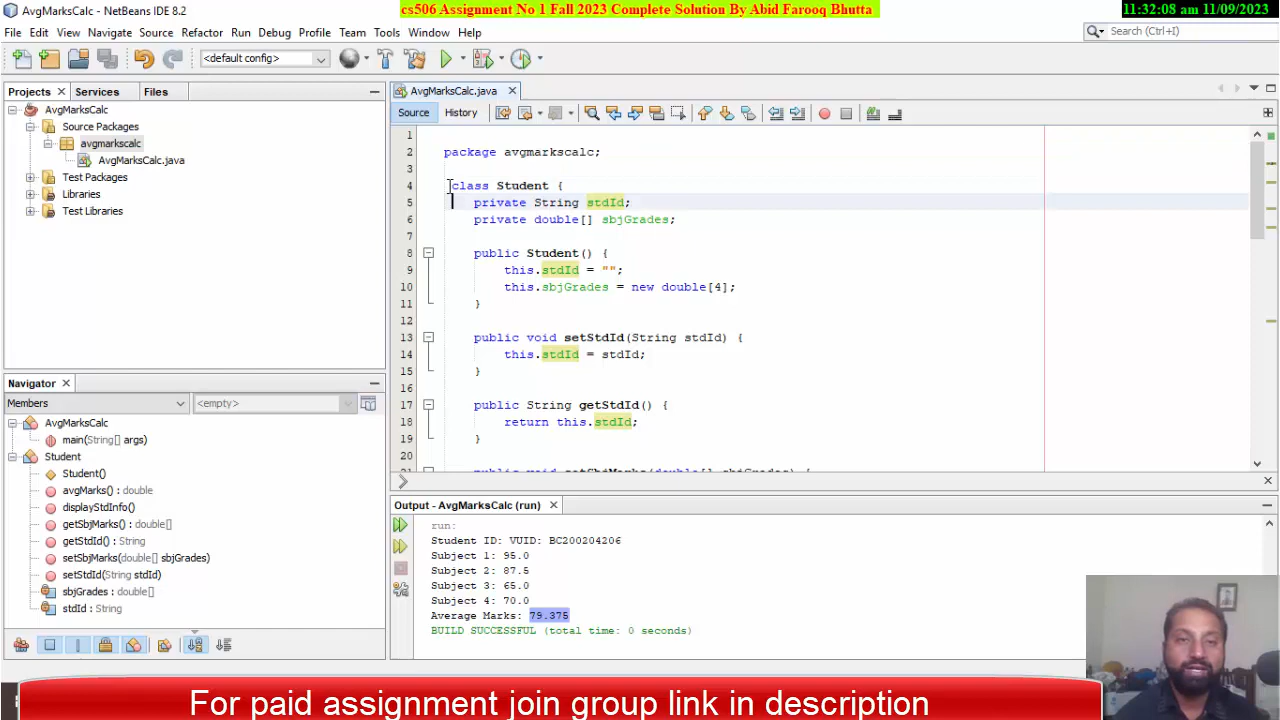 AvgMarksCalc - NetBeans IDE 8.2
cs506 Assignment No 1 Fall 2023 Complete Solution By Abid Farooq Bhutta
11:32:08 am 11/09/2023
File Edit View Navigate Source Refactor Run Debug Profile Team Tools Window Help
Search (Ctrl+I)
<default config>
Projects Services Files
AvgMarksCalc
Source Packages
avgmarkscalc
AvgMarksCalc.java
Test Packages
Libraries
Test Libraries
Navigator
Members
<empty>
AvgMarksCalc
main(String[] args)
Student
Student()
avgMarks() : double
displayStdInfo()
getSbjMarks() : double[]
getStdId() : String
setSbjMarks(double[] sbjGrades)
setStdId(String stdId)
sbjGrades : double[]
stdId : String
AvgMarksCalc.java
Source History
1
2 package avgmarkscalc;
3
4 class Student {
5 private String stdId;
6 private double[] sbjGrades;
7
8 public Student() {
9 this.stdId = "";
10 this.sbjGrades = new double[4];
11 }
12
13 public void setStdId(String stdId) {
14 this.stdId = stdId;
15 }
16
17 public String getStdId() {
18 return this.stdId;
19 }
20
21 public void setSbjMarks(double[] sbjGrades) {
Output - AvgMarksCalc (run)
run:
Student ID: VUID: BC200204206
Subject 1: 95.0
Subject 2: 87.5
Subject 3: 65.0
Subject 4: 70.0
Average Marks: 79.375
BUILD SUCCESSFUL (total time: 0 seconds)
For paid assignment join group link in description